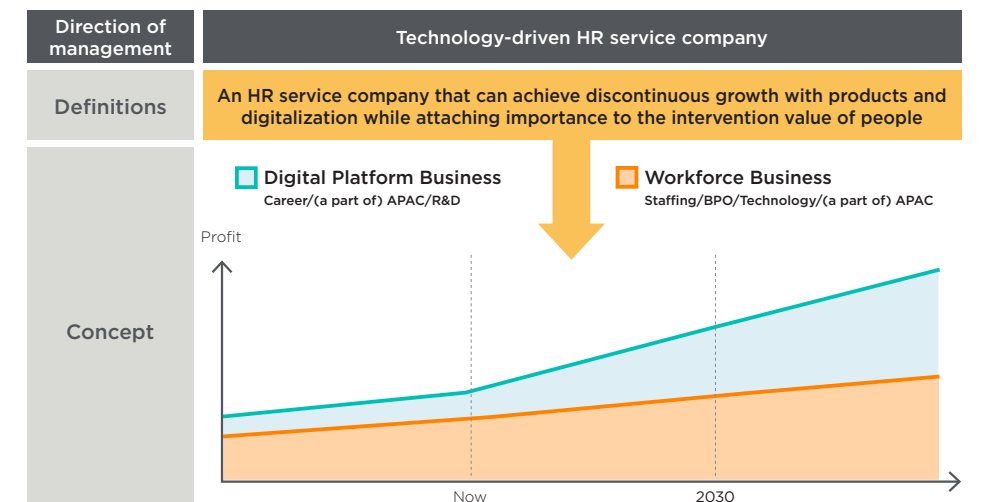 Direction of
management
Technology-driven HR service company
Definitions
An HR service company that can achieve discontinuous growth with products and
digitalization while attaching importance to the intervention value of people
Concept
Digital Platform Business
Career/(a part of) APAC/R&D
Workforce Business
Staffing/BPO/Technology/(a part of) APAC
Profit
Now
2030